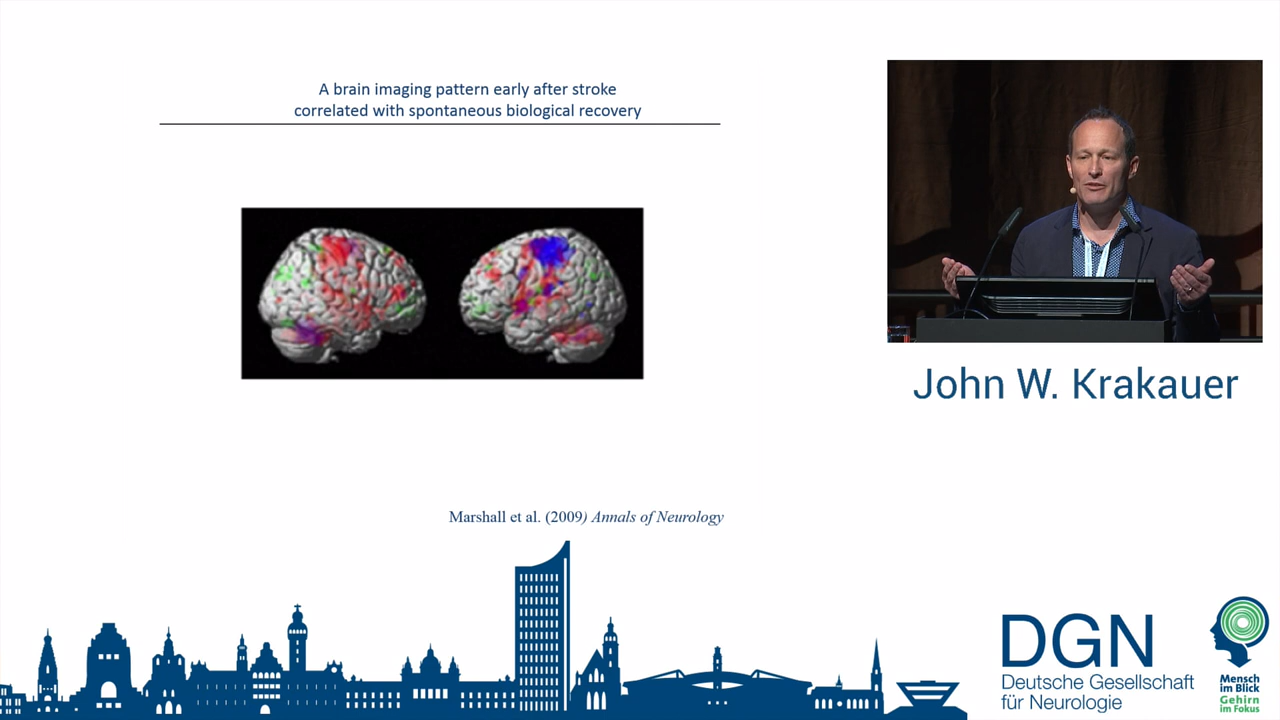 A brain imaging pattern early after stroke
correlated with spontaneous biological recovery
John W. Krakauer
Marshall et al. (2009) Annals of Neurology
DGN
Deutsche Gesellschaft
für Neurologie
Mensch
im Blick
Gehirn
im Fokus